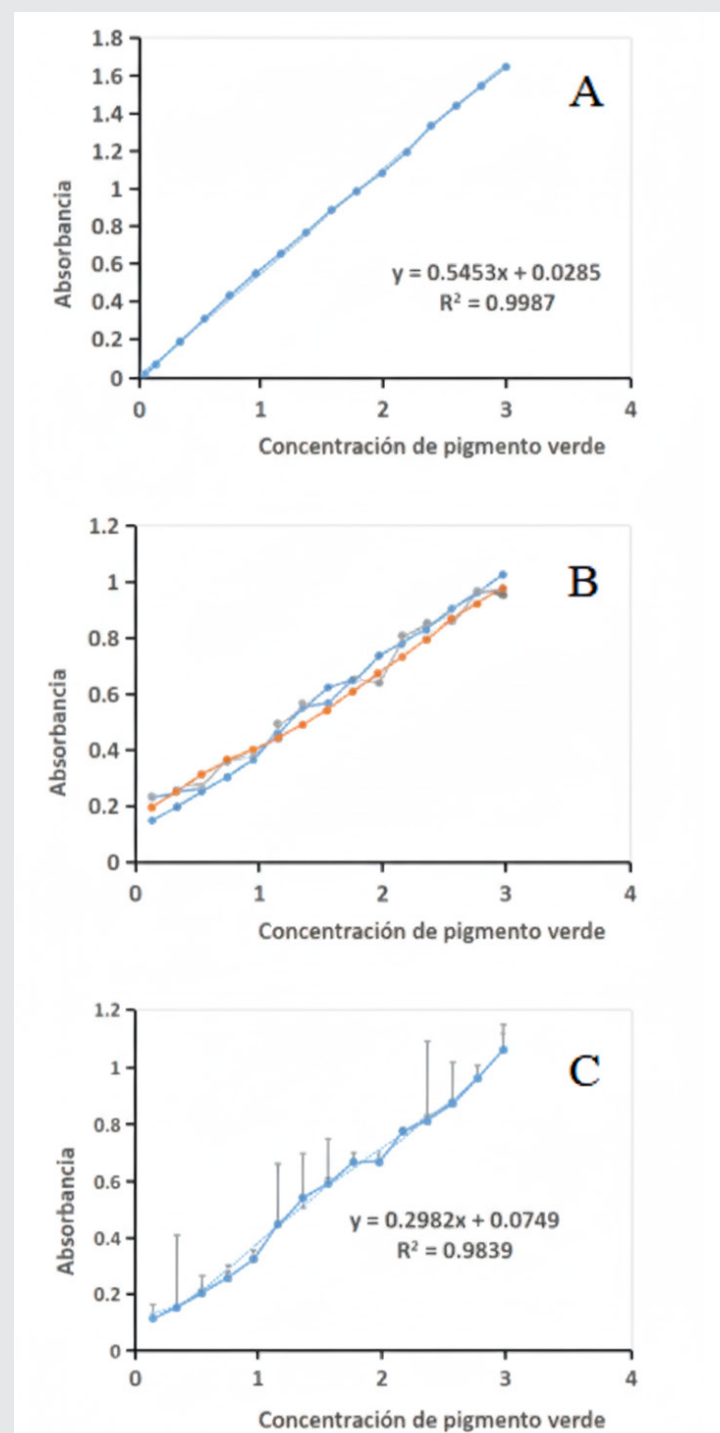 1.8
1.6
1.4
1.2
1
0.8
0.6
0.4
0.2
0
A
Absorbancia
y = 0.5453x + 0.0285
R² = 0.9987
0 1 2 3 4
Concentración de pigmento verde
1.2
1
0.8
0.6
0.4
0.2
0
B
Absorbancia
0 1 2 3 4
Concentración de pigmento verde
1.2
1
0.8
0.6
0.4
0.2
0
C
Absorbancia
y = 0.2982x + 0.0749
R² = 0.9839
0 1 2 3 4
Concentración de pigmento verde